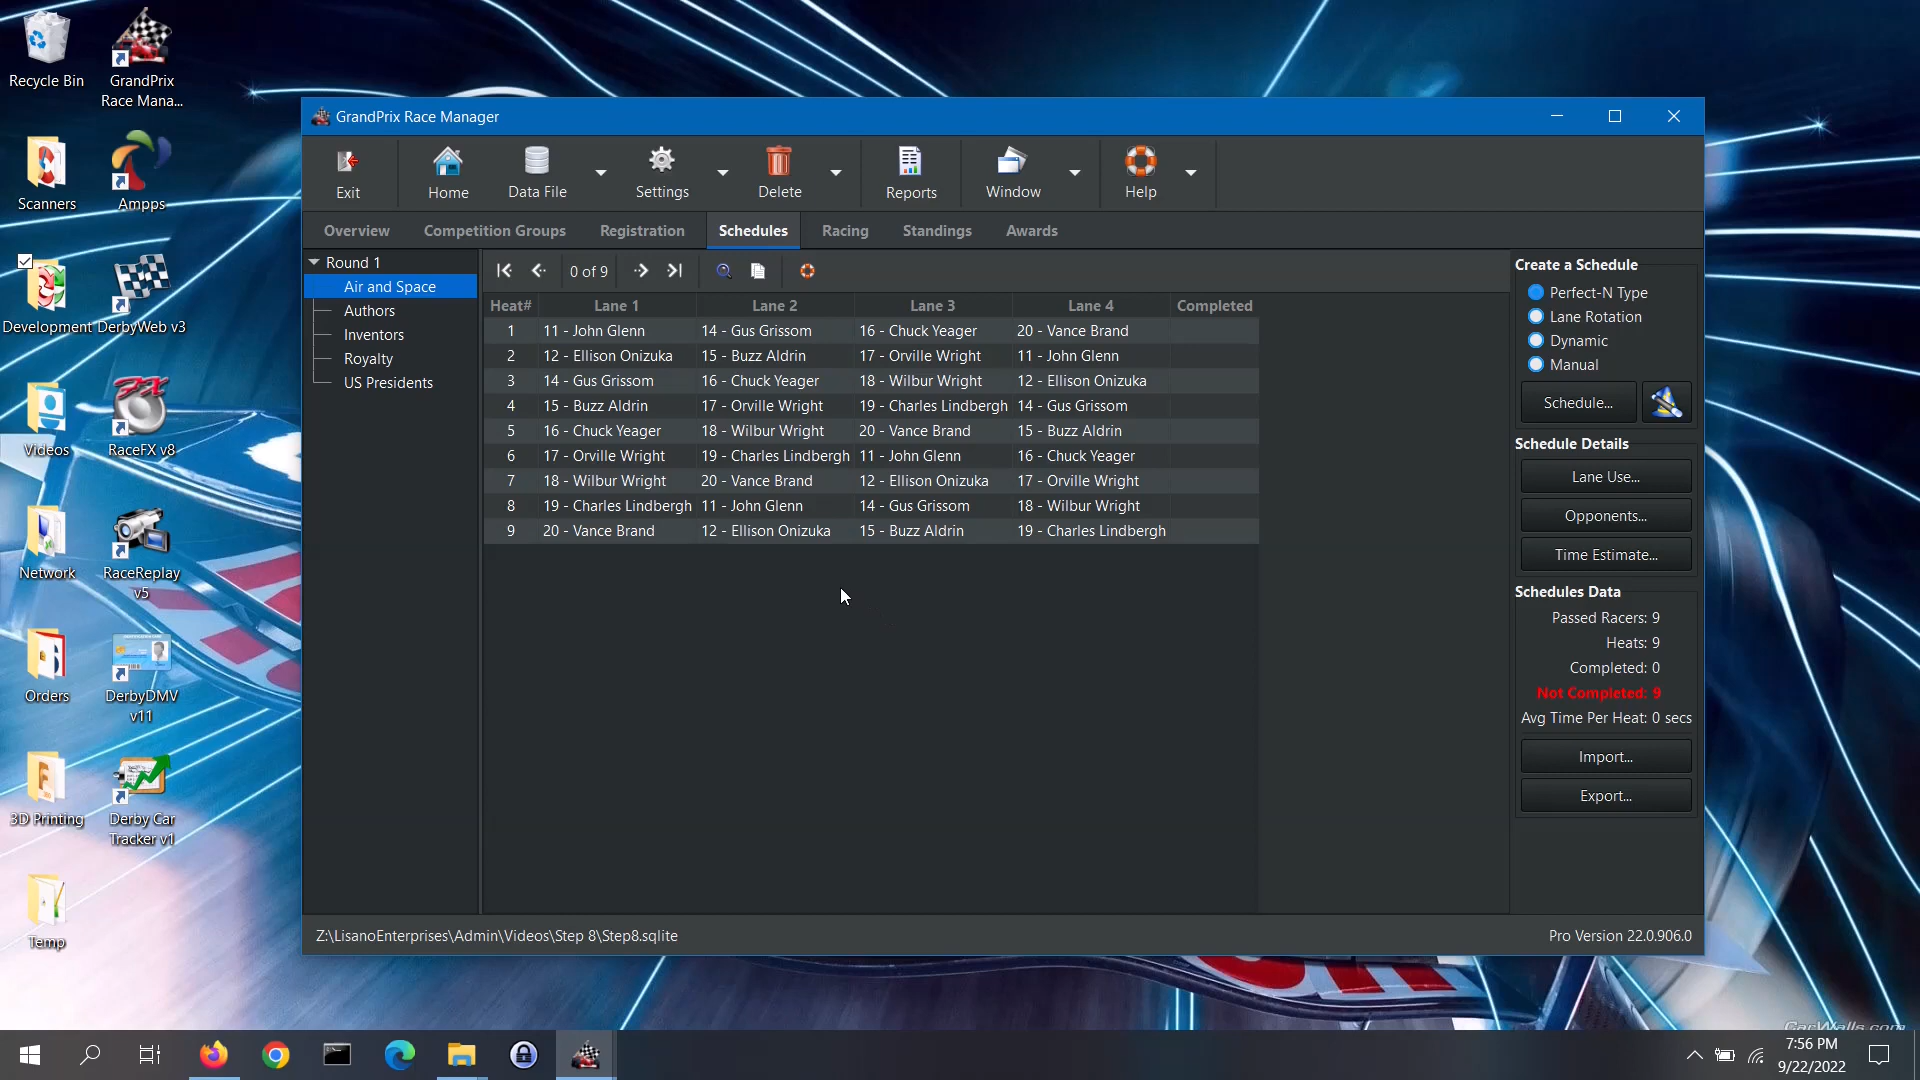 Recycle Bin
GrandPrix
Race Mana...
Scanners
Ampps
Development
DerbyWeb v3
Videos
RaceFX v8
Network
RaceReplay
v5
Orders
DerbyDMV
v11
3D Printing
Derby Car
Tracker v1
Temp
GrandPrix Race Manager
Exit
Home
Data File
Settings
Delete
Reports
Window
Help
Overview Competition Groups Registration Schedules Racing Standings Awards
Round 1
Air and Space
Authors
Inventors
Royalty
US Presidents
0 of 9
Heat# Lane 1 Lane 2 Lane 3 Lane 4 Completed
1 11 - John Glenn 14 - Gus Grissom 16 - Chuck Yeager 20 - Vance Brand
2 12 - Ellison Onizuka 15 - Buzz Aldrin 17 - Orville Wright 11 - John Glenn
3 14 - Gus Grissom 16 - Chuck Yeager 18 - Wilbur Wright 12 - Ellison Onizuka
4 15 - Buzz Aldrin 17 - Orville Wright 19 - Charles Lindbergh 14 - Gus Grissom
5 16 - Chuck Yeager 18 - Wilbur Wright 20 - Vance Brand 15 - Buzz Aldrin
6 17 - Orville Wright 19 - Charles Lindbergh 11 - John Glenn 16 - Chuck Yeager
7 18 - Wilbur Wright 20 - Vance Brand 12 - Ellison Onizuka 17 - Orville Wright
8 19 - Charles Lindbergh 11 - John Glenn 14 - Gus Grissom 18 - Wilbur Wright
9 20 - Vance Brand 12 - Ellison Onizuka 15 - Buzz Aldrin 19 - Charles Lindbergh
Create a Schedule
Perfect-N Type
Lane Rotation
Dynamic
Manual
Schedule...
Schedule Details
Lane Use...
Opponents...
Time Estimate...
Schedules Data
Passed Racers: 9
Heats: 9
Completed: 0
Not Completed: 9
Avg Time Per Heat: 0 secs
Import...
Export...
Z:\LisanoEnterprises\Admin\Videos\Step 8\Step8.sqlite
Pro Version 22.0.906.0
CarWalls.com
7:56 PM
9/22/2022